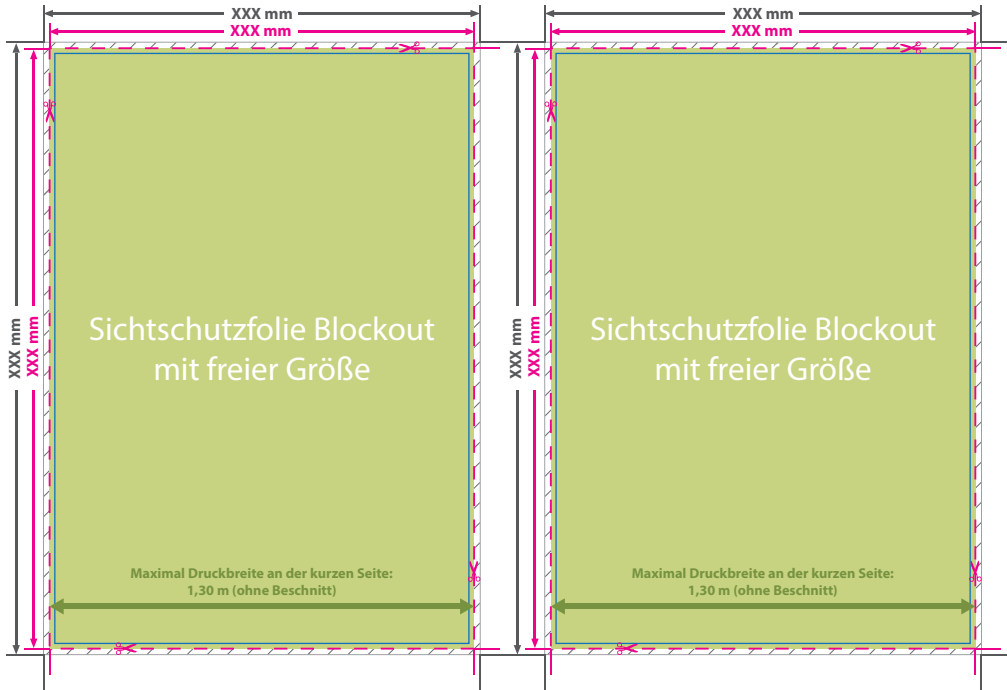 XXX mm
XXX mm
XXX mm
XXX mm
Sichtschutzfolie Blockout
mit freier Größe
Maximal Druckbreite an der kurzen Seite:
1,30 m (ohne Beschnitt)
XXX mm
XXX mm
XXX mm
XXX mm
Sichtschutzfolie Blockout
mit freier Größe
Maximal Druckbreite an der kurzen Seite:
1,30 m (ohne Beschnitt)